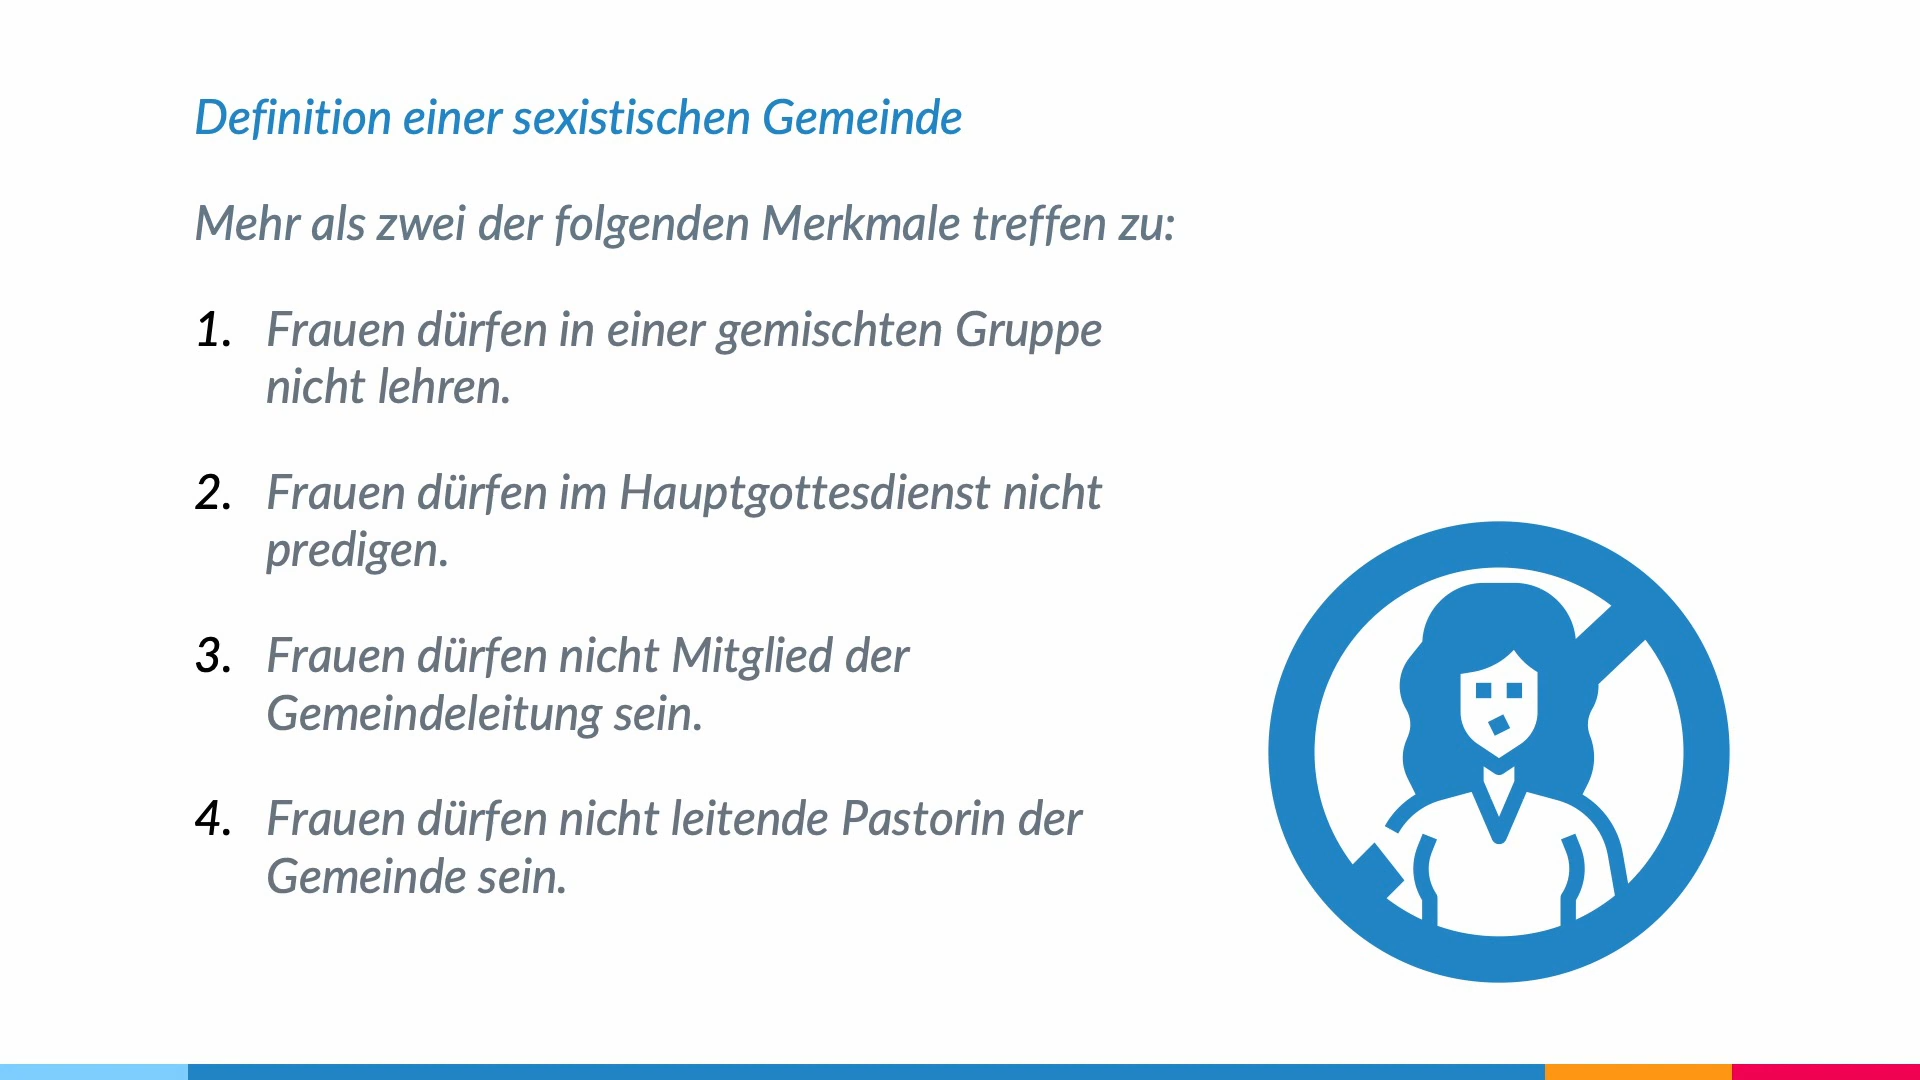 Definition einer sexistischen Gemeinde
Mehr als zwei der folgenden Merkmale treffen zu:
1. Frauen dürfen in einer gemischten Gruppe
nicht lehren.
2. Frauen dürfen im Hauptgottesdienst nicht
predigen.
3. Frauen dürfen nicht Mitglied der
Gemeindeleitung sein.
4. Frauen dürfen nicht leitende Pastorin der
Gemeinde sein.